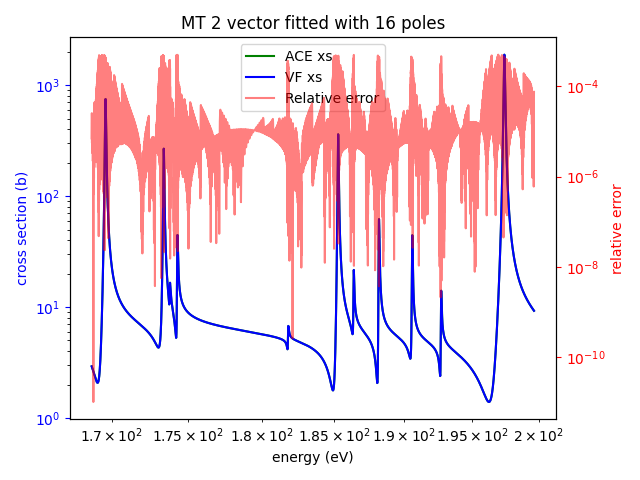 MT 2 vector fitted with 16 poles
ACE xs
VF xs
Relative error
cross section (b)
10³
10²
10¹
10⁰
relative error
10⁻⁴
10⁻⁶
10⁻⁸
10⁻¹⁰
1.7 × 10² 1.75 × 10² 1.8 × 10² 1.85 × 10² 1.9 × 10² 1.95 × 10² 2 × 10²
energy (eV)